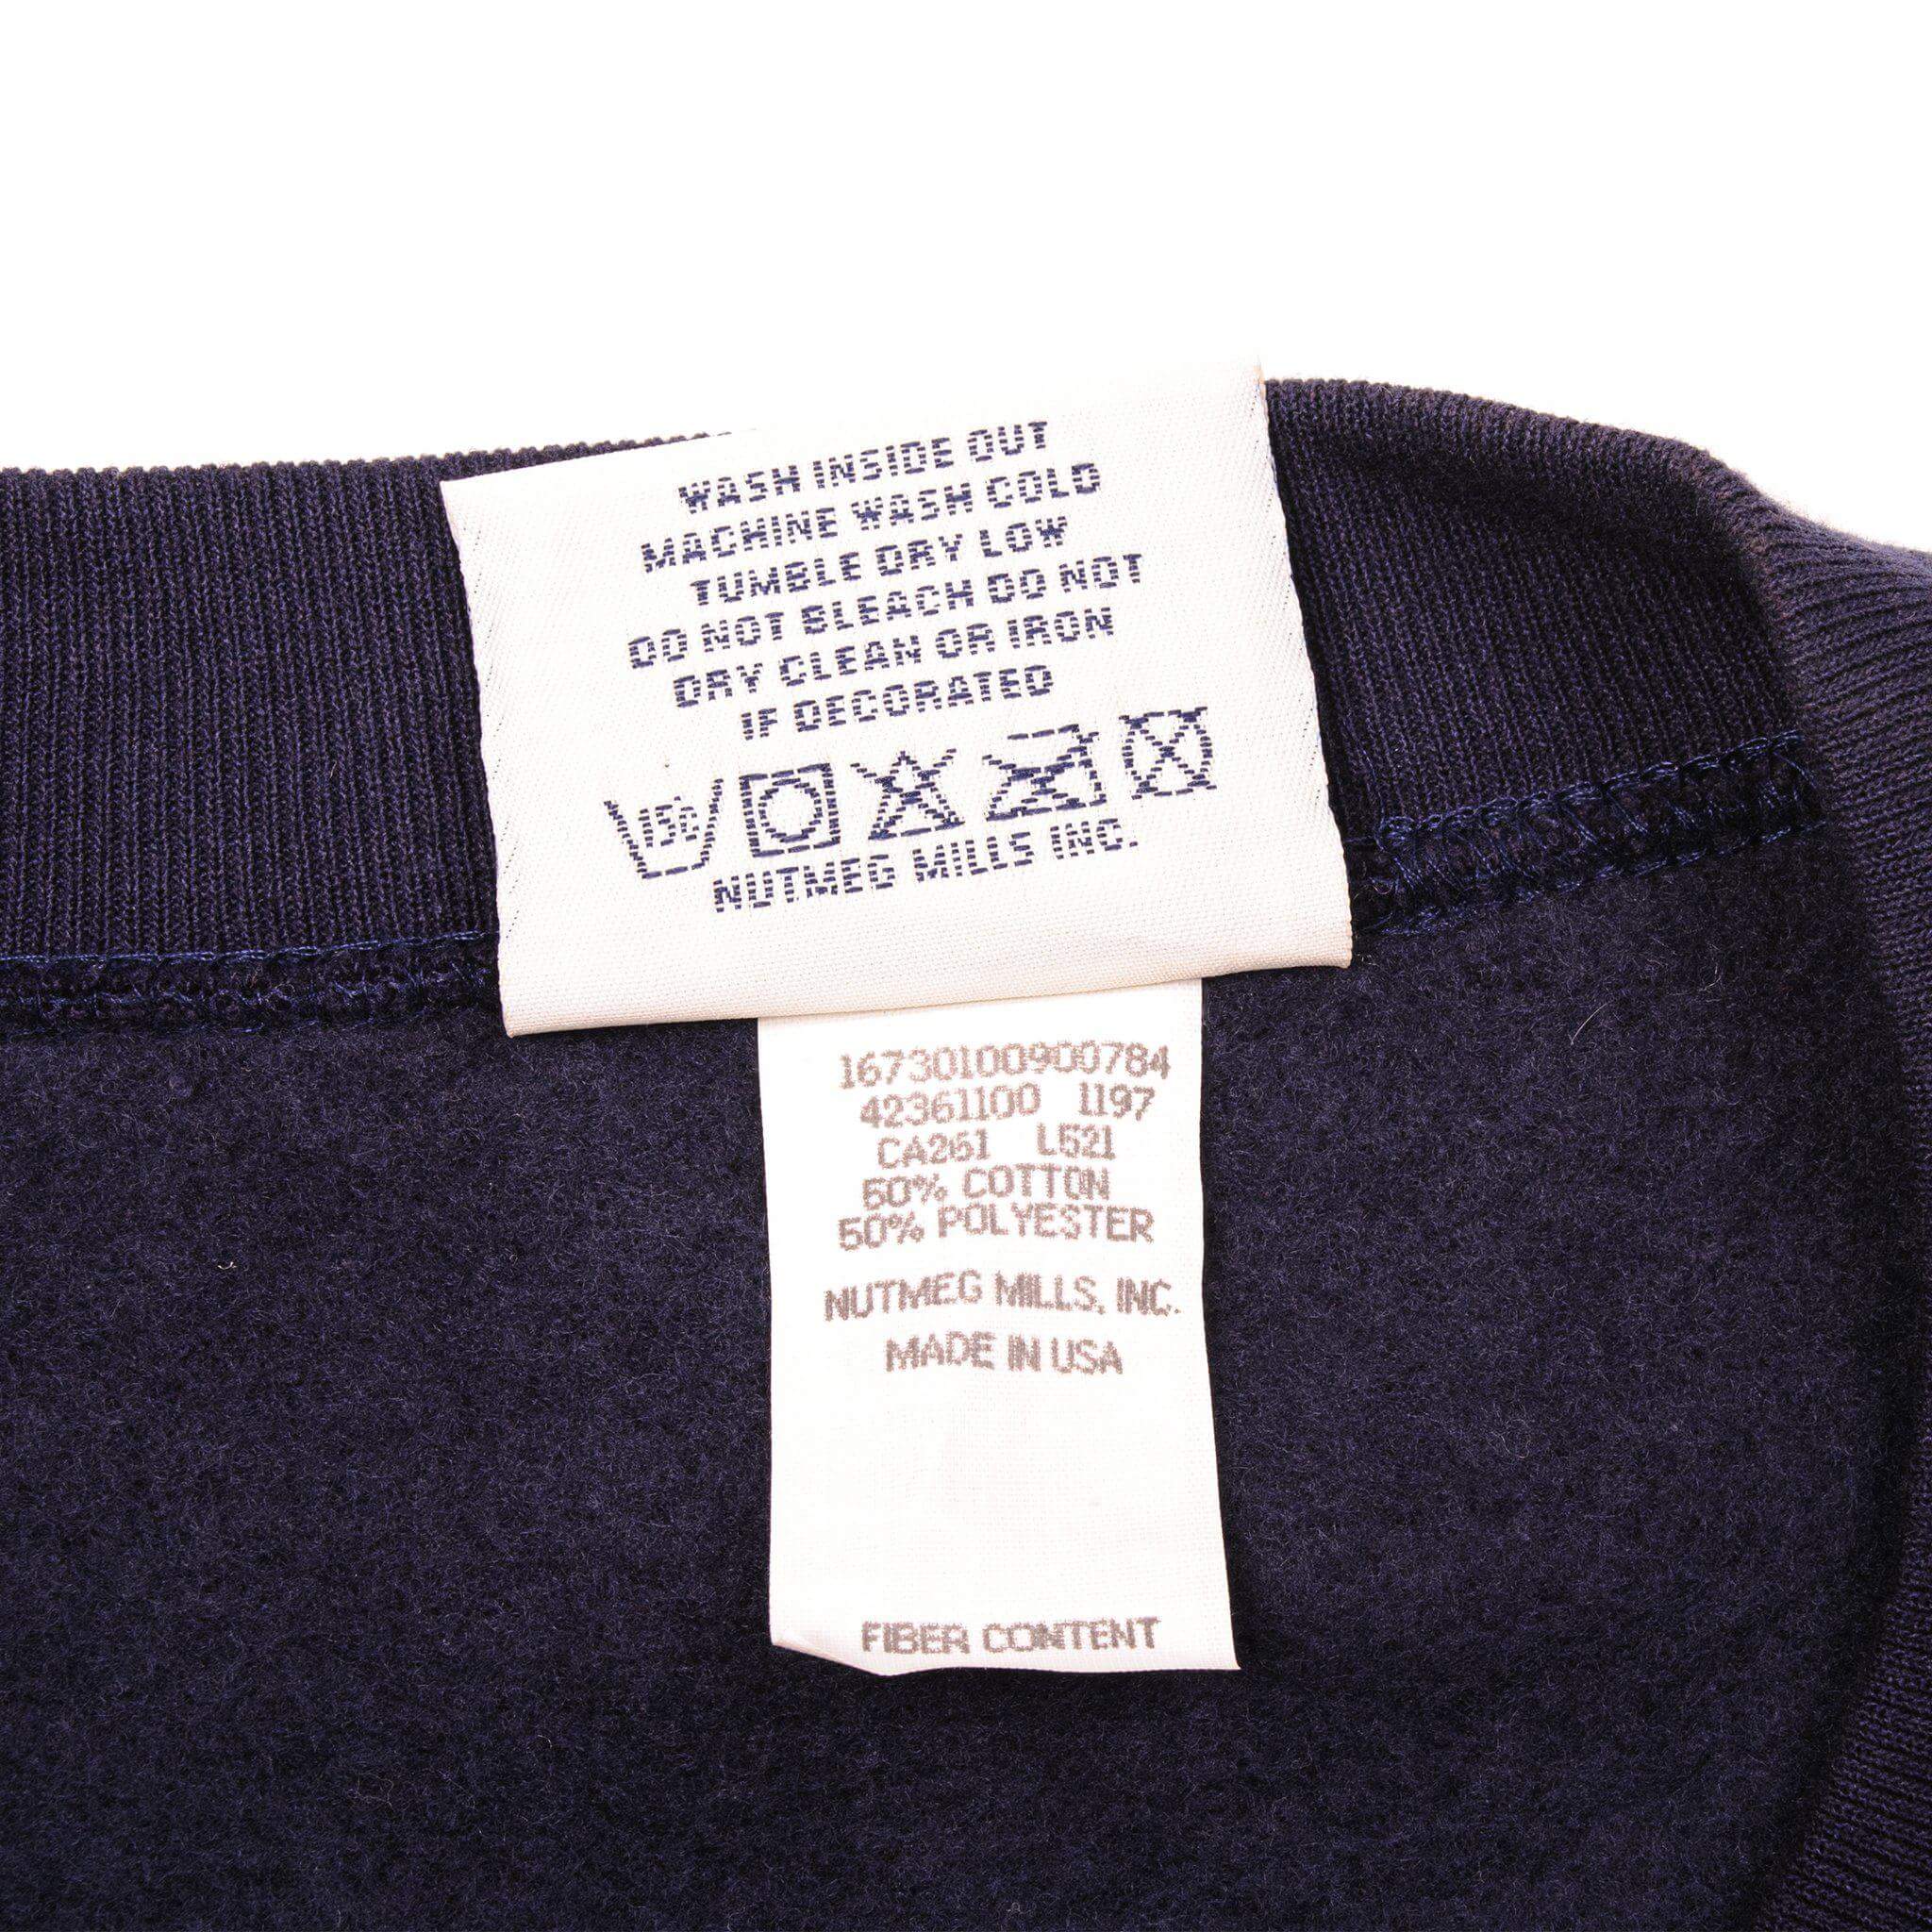 WASH INSIDE OUT
MACHINE WASH COLD
TUMBLE DRY LOW
DO NOT BLEACH DO NOT
DRY CLEAN OR IRON
IF DECORATED
15°C
NUTMEG MILLS INC.
16730100900784
42361100 1197
CA261 L521
50% COTTON
50% POLYESTER
NUTMEG MILLS, INC.
MADE IN USA
FIBER CONTENT